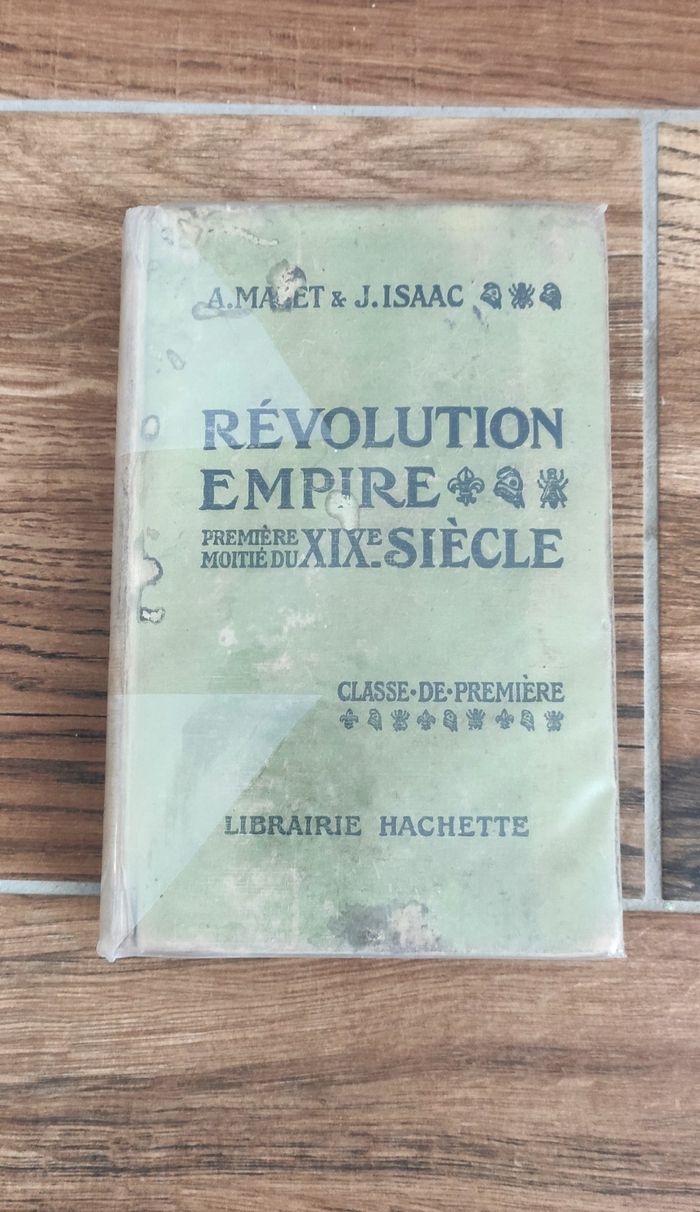 A. MALET & J. ISAAC
RÉVOLUTION
EMPIRE
PREMIÈRE
MOITIÉ DU XIXE. SIÈCLE
CLASSE·DE·PREMIÈRE
LIBRAIRIE HACHETTE